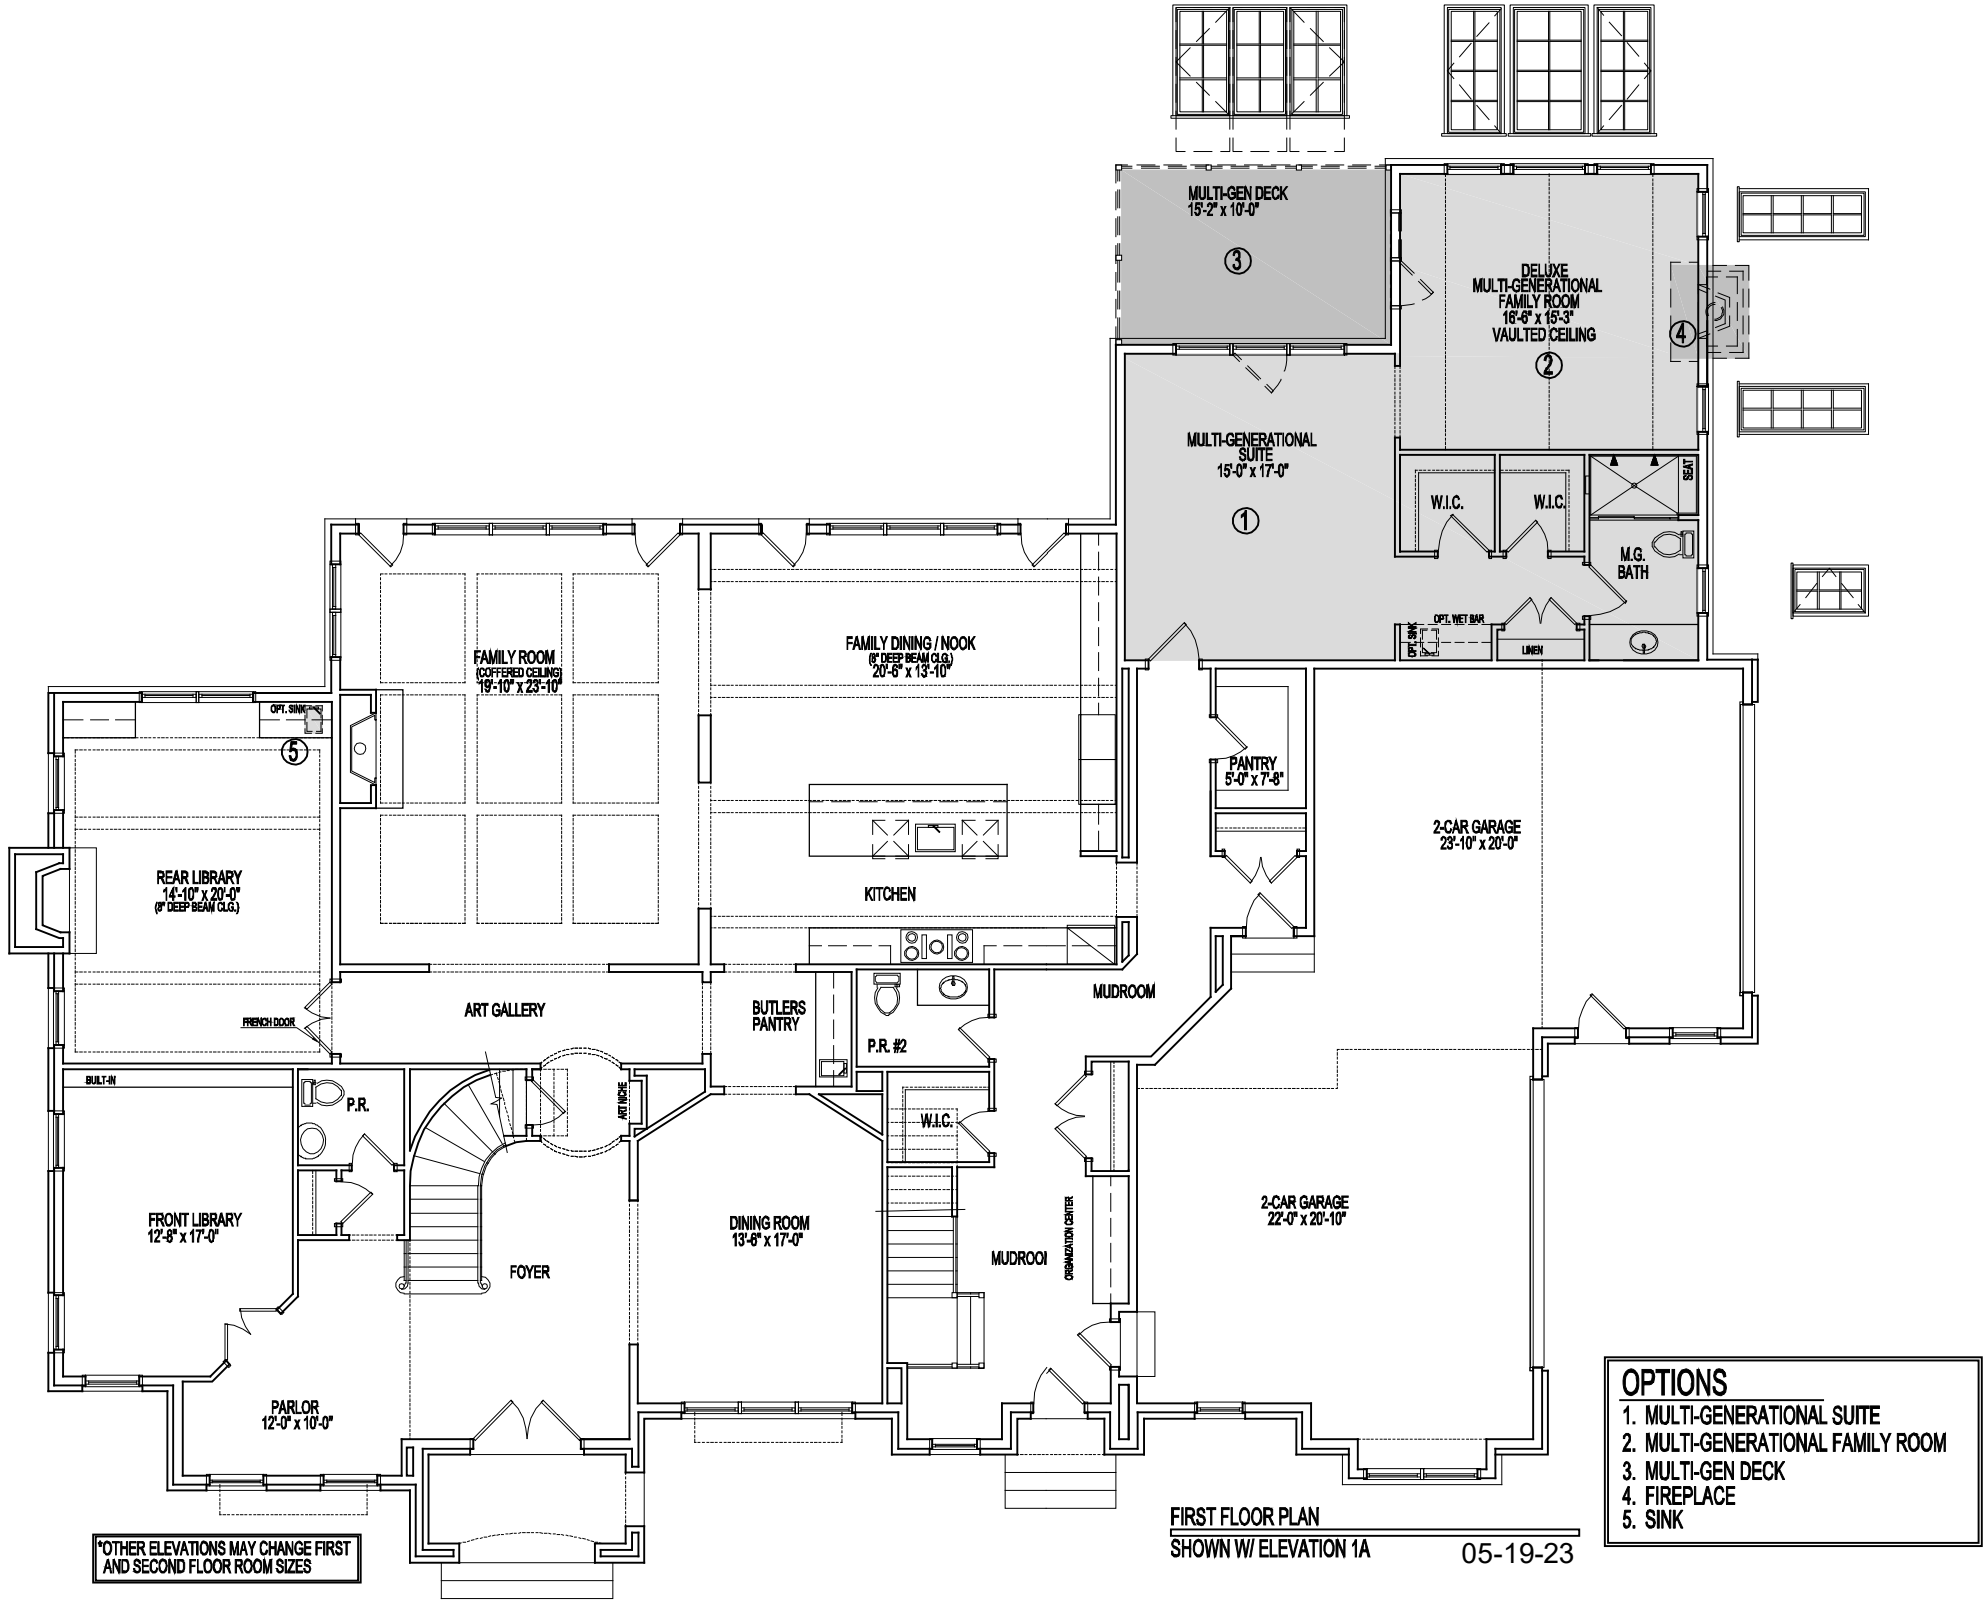 MULTI-GEN DECK
15'-2" x 10'-0"
3
DELUXE
MULTI-GENERATIONAL
FAMILY ROOM
16'-6" x 15'-3"
VAULTED CEILING
2
4
MULTI-GENERATIONAL
SUITE
15'-0" x 17'-0"
1
W.I.C.
W.I.C.
SEAT
M.G.
BATH
OPT. WET BAR
OPT. SINK
LINEN
FAMILY ROOM
(COFFERED CEILING)
19'-10" x 23'-10"
FAMILY DINING / NOOK
(8" DEEP BEAM CLG.)
20'-6" x 13'-10"
OPT. SINK
5
PANTRY
5'-0" x 7'-8"
2-CAR GARAGE
23'-10" x 20'-0"
REAR LIBRARY
14'-10" x 20'-0"
(8" DEEP BEAM CLG.)
KITCHEN
MUDROOM
ART GALLERY
BUTLERS
PANTRY
FRENCH DOOR
P.R. #2
BUILT-IN
P.R.
ART NICHE
W.I.C.
FRONT LIBRARY
12'-8" x 17'-0"
DINING ROOM
13'-6" x 17'-0"
2-CAR GARAGE
22'-0" x 20'-10"
ORGANIZATION CENTER
MUDROOI
FOYER
PARLOR
12'-0" x 10'-0"
OPTIONS
1. MULTI-GENERATIONAL SUITE
2. MULTI-GENERATIONAL FAMILY ROOM
3. MULTI-GEN DECK
4. FIREPLACE
5. SINK
FIRST FLOOR PLAN
SHOWN W/ ELEVATION 1A
05-19-23
*OTHER ELEVATIONS MAY CHANGE FIRST
AND SECOND FLOOR ROOM SIZES